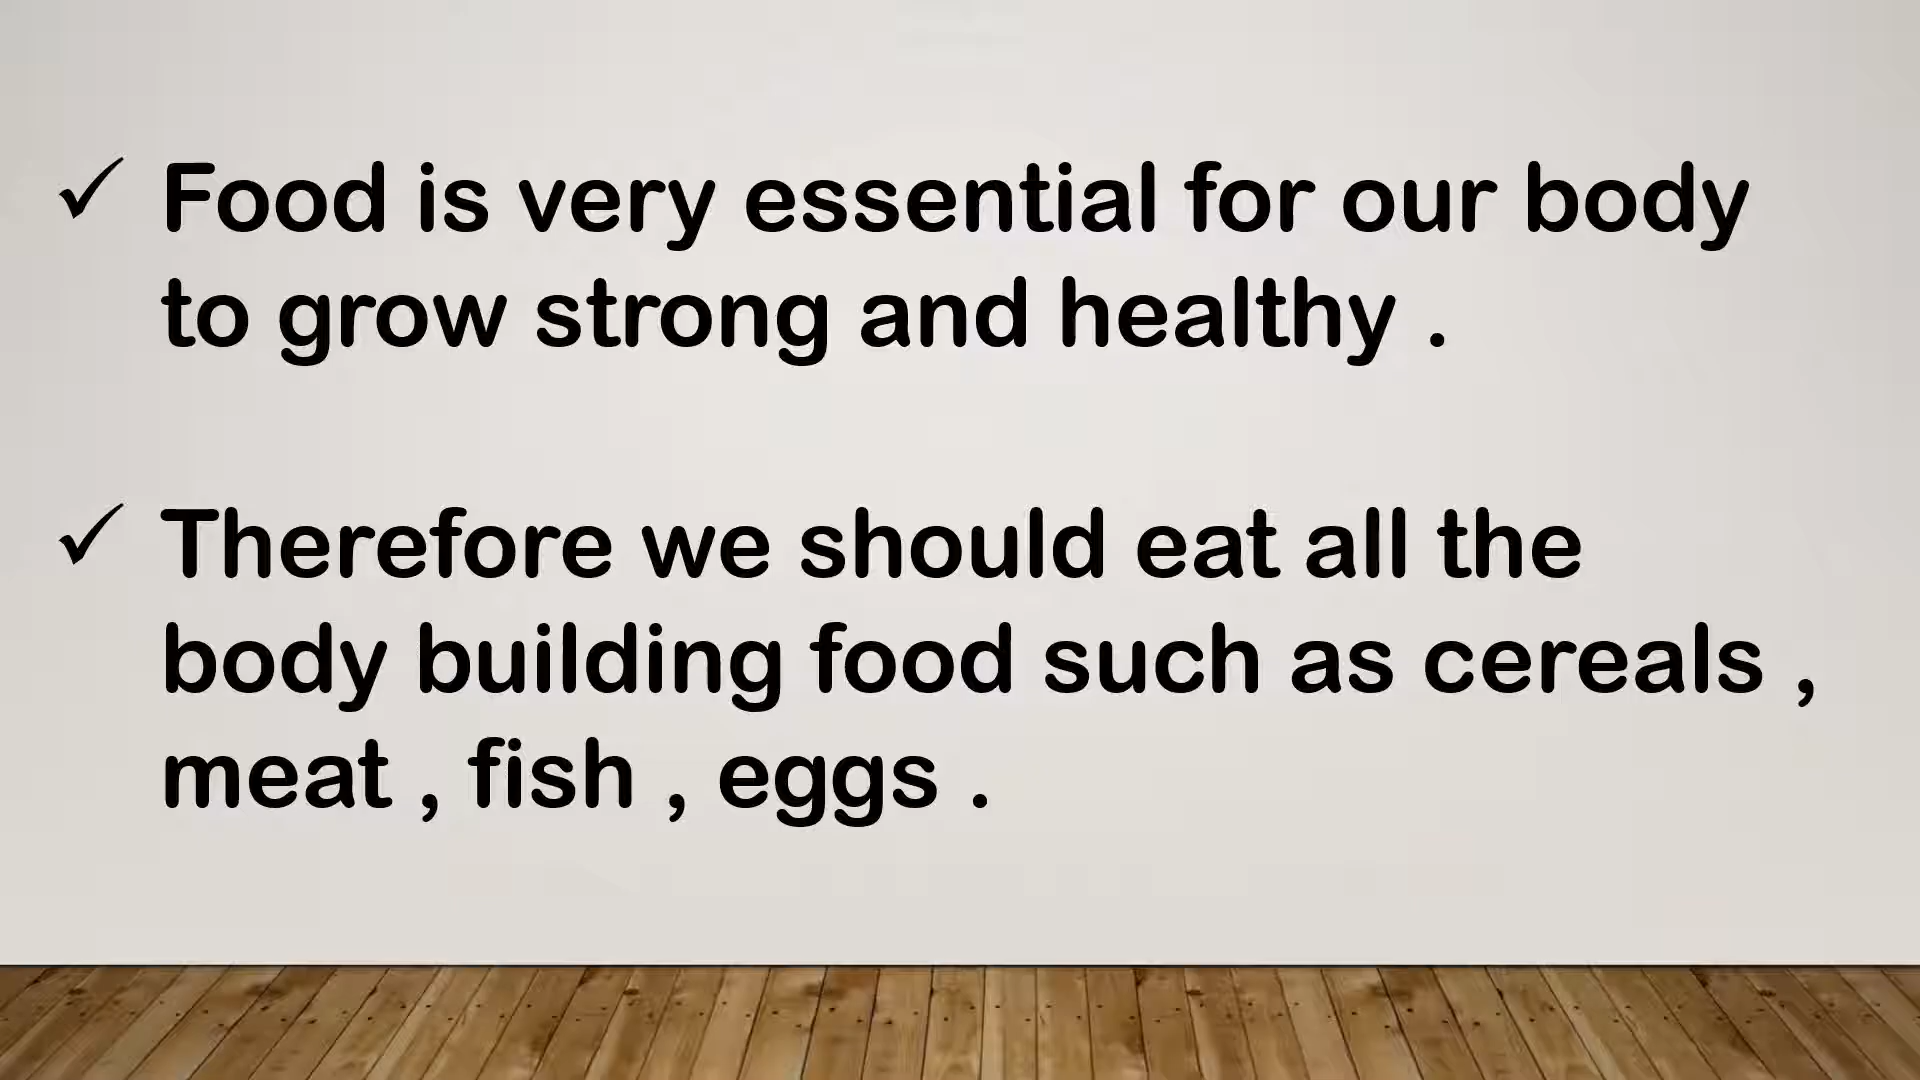 ✓ Food is very essential for our body
to grow strong and healthy .
✓ Therefore we should eat all the
body building food such as cereals ,
meat , fish , eggs .